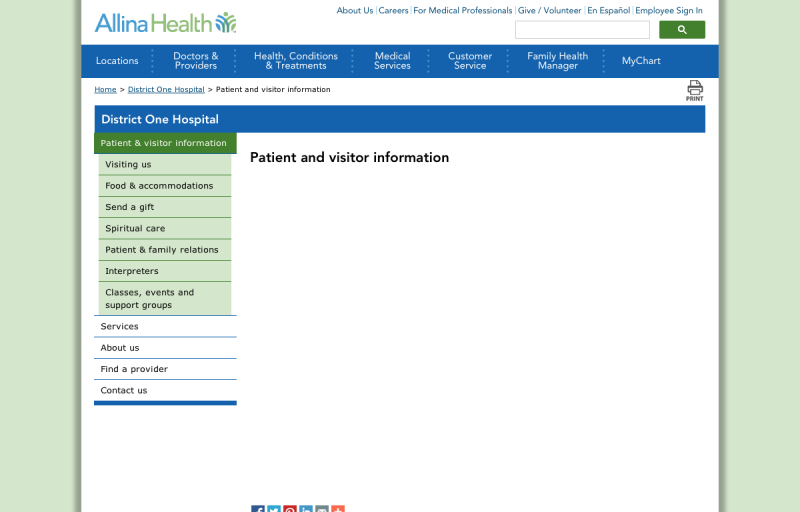 About Us | Careers | For Medical Professionals | Give / Volunteer | En Español | Employee Sign In
AllinaHealth
Locations
Doctors &
Providers
Health, Conditions
& Treatments
Medical
Services
Customer
Service
Family Health
Manager
MyChart
Home > District One Hospital > Patient and visitor information
PRINT
District One Hospital
Patient & visitor information
Visiting us
Food & accommodations
Send a gift
Spiritual care
Patient & family relations
Interpreters
Classes, events and
support groups
Services
About us
Find a provider
Contact us
Patient and visitor information